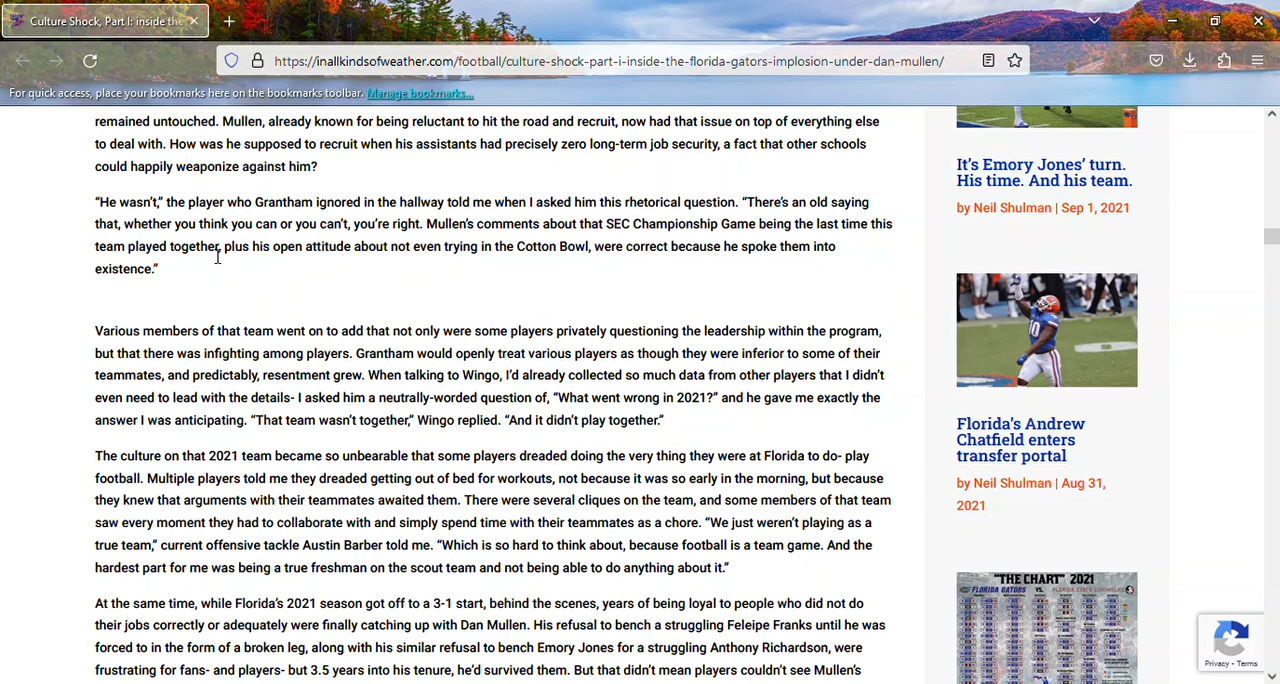 Culture Shock, Part I: inside the
https://inallkindsofweather.com/football/culture-shock-part-i-inside-the-florida-gators-implosion-under-dan-mullen/
For quick access, place your bookmarks here on the bookmarks toolbar. Manage bookmarks...
remained untouched. Mullen, already known for being reluctant to hit the road and recruit, now had that issue on top of everything else
to deal with. How was he supposed to recruit when his assistants had precisely zero long-term job security, a fact that other schools
could happily weaponize against him?
“He wasn’t,” the player who Grantham ignored in the hallway told me when I asked him this rhetorical question. “There’s an old saying
that, whether you think you can or you can’t, you’re right. Mullen’s comments about that SEC Championship Game being the last time this
team played together, plus his open attitude about not even trying in the Cotton Bowl, were correct because he spoke them into
existence.”
Various members of that team went on to add that not only were some players privately questioning the leadership within the program,
but that there was infighting among players. Grantham would openly treat various players as though they were inferior to some of their
teammates, and predictably, resentment grew. When talking to Wingo, I’d already collected so much data from other players that I didn’t
even need to lead with the details- I asked him a neutrally-worded question of, “What went wrong in 2021?” and he gave me exactly the
answer I was anticipating. “That team wasn’t together,” Wingo replied. “And it didn’t play together.”
The culture on that 2021 team became so unbearable that some players dreaded doing the very thing they were at Florida to do- play
football. Multiple players told me they dreaded getting out of bed for workouts, not because it was so early in the morning, but because
they knew that arguments with their teammates awaited them. There were several cliques on the team, and some members of that team
saw every moment they had to collaborate with and simply spend time with their teammates as a chore. “We just weren’t playing as a
true team,” current offensive tackle Austin Barber told me. “Which is so hard to think about, because football is a team game. And the
hardest part for me was being a true freshman on the scout team and not being able to do anything about it.”
At the same time, while Florida’s 2021 season got off to a 3-1 start, behind the scenes, years of being loyal to people who did not do
their jobs correctly or adequately were finally catching up with Dan Mullen. His refusal to bench a struggling Feleipe Franks until he was
forced to in the form of a broken leg, along with his similar refusal to bench Emory Jones for a struggling Anthony Richardson, were
frustrating for fans- and players- but 3.5 years into his tenure, he’d survived them. But that didn’t mean players couldn’t see Mullen’s
It’s Emory Jones’ turn.
His time. And his team.
by Neil Shulman | Sep 1, 2021
Florida’s Andrew
Chatfield enters
transfer portal
by Neil Shulman | Aug 31,
2021
"THE CHART" 2021
FLORIDA GATORS VS. FLORIDA STATE SEMINOLES
Privacy - Terms